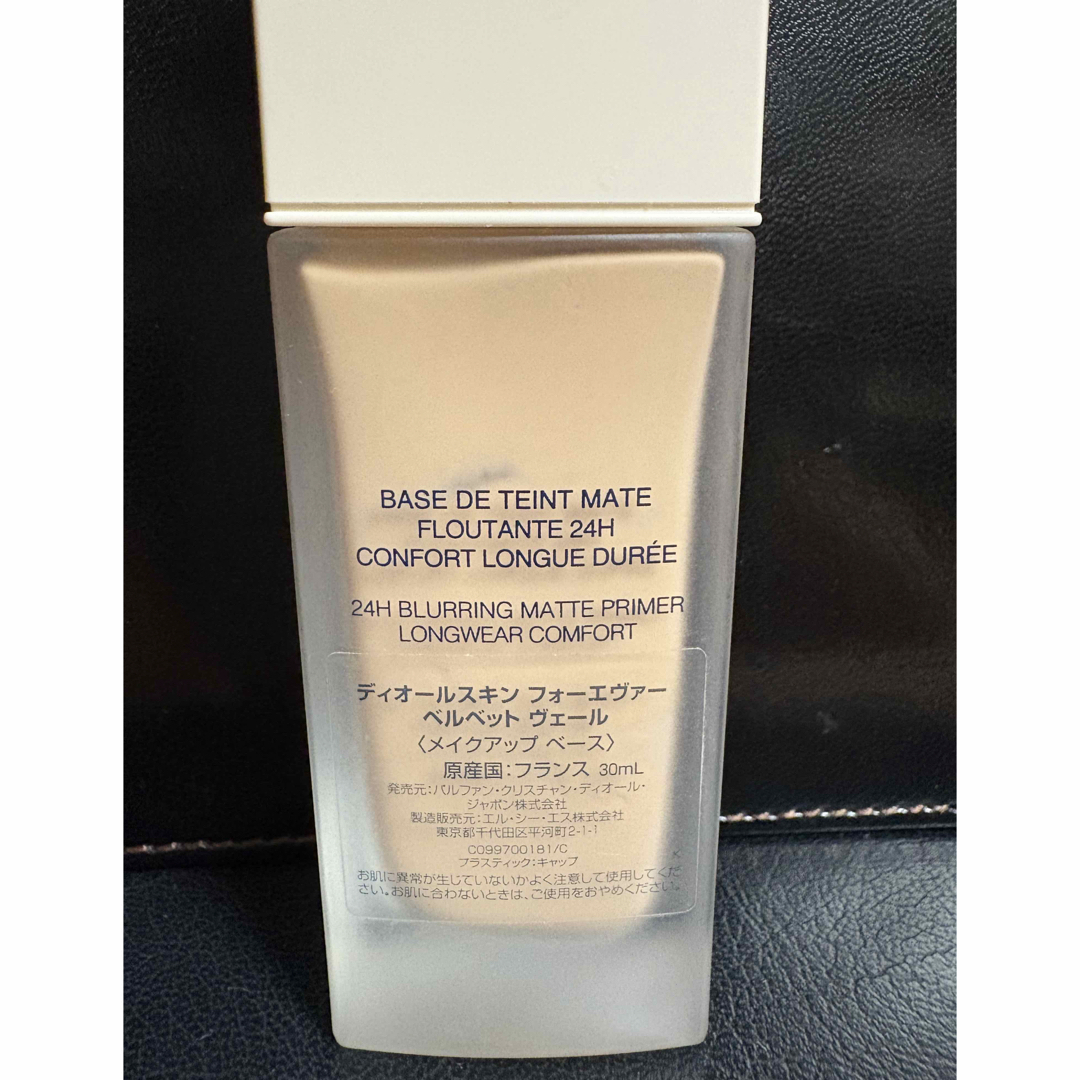 BASE DE TEINT MATE
FLOUTANTE 24H
CONFORT LONGUE DURÉE
24H BLURRING MATTE PRIMER
LONGWEAR COMFORT
ディオールスキン フォーエヴァー
ベルベット ヴェール
〈メイクアップ ベース〉
原産国：フランス 30mL
発売元：パルファン・クリスチャン・ディオール・
ジャポン株式会社
製造販売元：エル・シー・エス株式会社
東京都千代田区平河町2-1-1
C099700181/C
プラスティック：キャップ
K
お肌に異常が生じていないかよく注意して使用してくだ
さい。お肌に合わないときは、ご使用をおやめください。